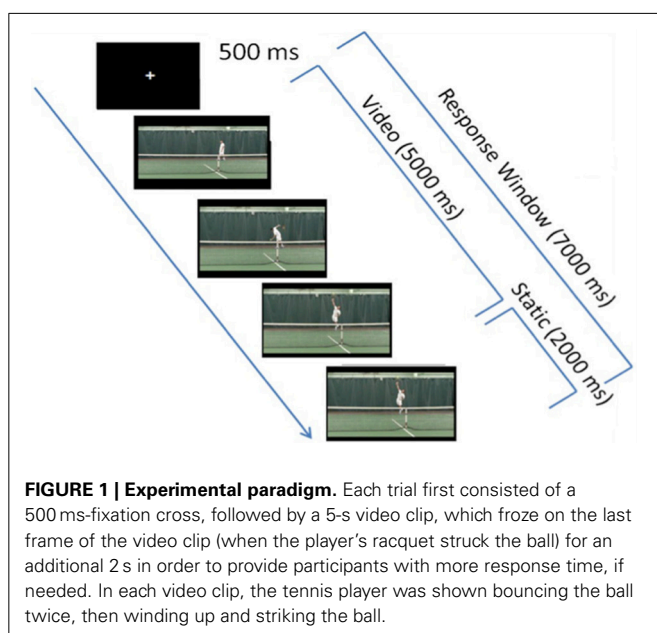 500 ms
Video (5000 ms)
Response Window (7000 ms)
Static (2000 ms)
FIGURE 1 | Experimental paradigm. Each trial first consisted of a
500 ms-fixation cross, followed by a 5-s video clip, which froze on the last
frame of the video clip (when the player's racquet struck the ball) for an
additional 2 s in order to provide participants with more response time, if
needed. In each video clip, the tennis player was shown bouncing the ball
twice, then winding up and striking the ball.